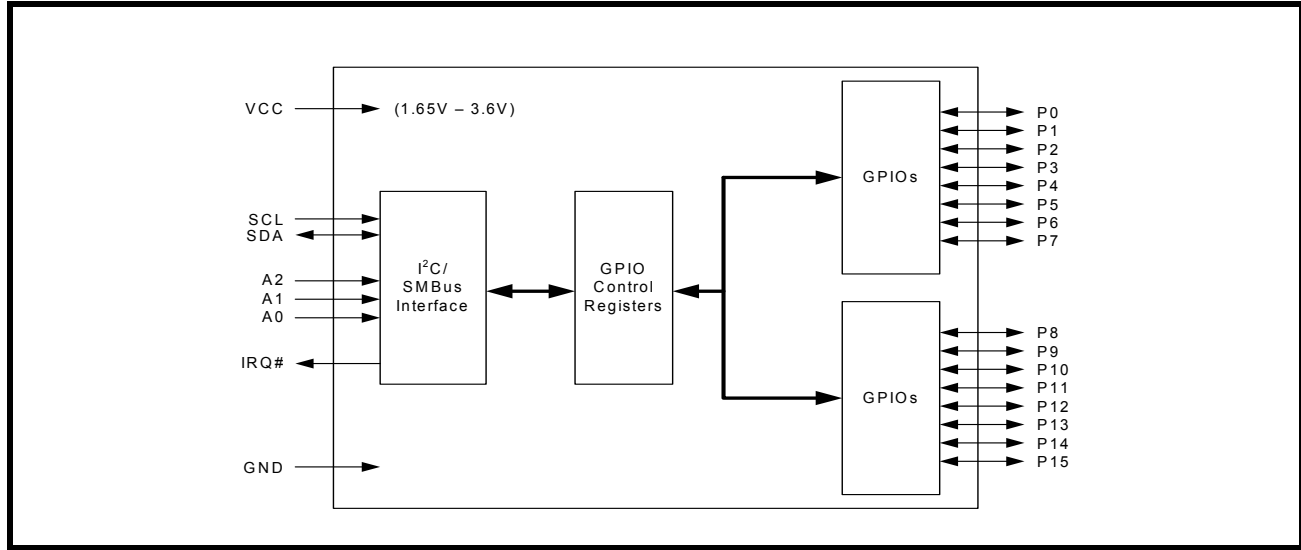 VCC
(1.65V – 3.6V)
SCL
SDA
A2
A1
A0
IRQ#
GND
I²C/
SMBus
Interface
GPIO
Control
Registers
GPIOs
P0
P1
P2
P3
P4
P5
P6
P7
GPIOs
P8
P9
P10
P11
P12
P13
P14
P15